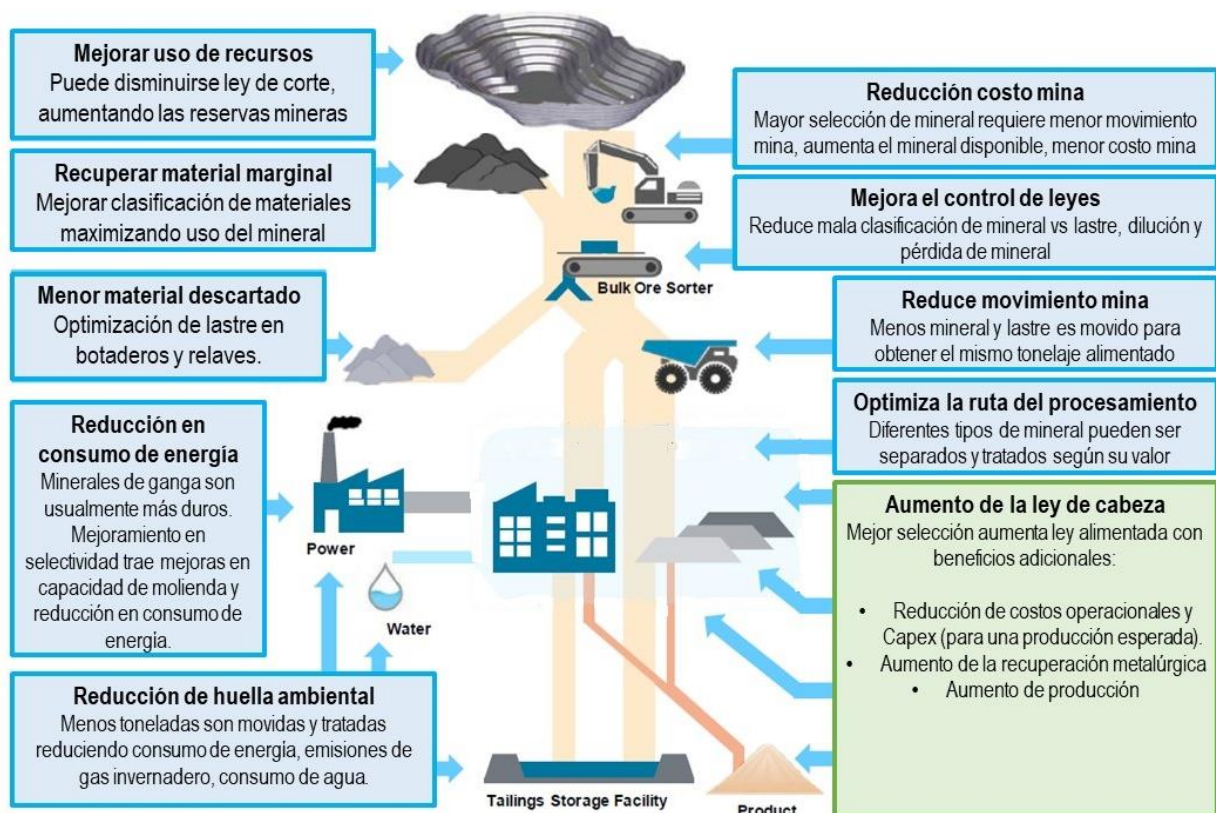 Mejorar uso de recursos
Puede disminuirse ley de corte,
aumentando las reservas mineras
Recuperar material marginal
Mejorar clasificación de materiales
maximizando uso del mineral
Menor material descartado
Optimización de lastre en
botaderos y relaves.
Reducción en
consumo de energía
Minerales de ganga son
usualmente más duros.
Mejoramiento en
selectividad trae mejoras en
capacidad de molienda y
reducción en consumo de
energía.
Reducción de huella ambiental
Menos toneladas son movidas y tratadas
reduciendo consumo de energía, emisiones de
gas invernadero, consumo de agua.
Bulk Ore Sorter
Power
Water
Tailings Storage Facility
Product
Reducción costo mina
Mayor selección de mineral requiere menor movimiento
mina, aumenta el mineral disponible, menor costo mina
Mejora el control de leyes
Reduce mala clasificación de mineral vs lastre, dilución y
pérdida de mineral
Reduce movimiento mina
Menos mineral y lastre es movido para
obtener el mismo tonelaje alimentado
Optimiza la ruta del procesamiento
Diferentes tipos de mineral pueden ser
separados y tratados según su valor
Aumento de la ley de cabeza
Mejor selección aumenta ley alimentada con
beneficios adicionales:
• Reducción de costos operacionales y
Capex (para una producción esperada).
• Aumento de la recuperación metalúrgica
• Aumento de producción